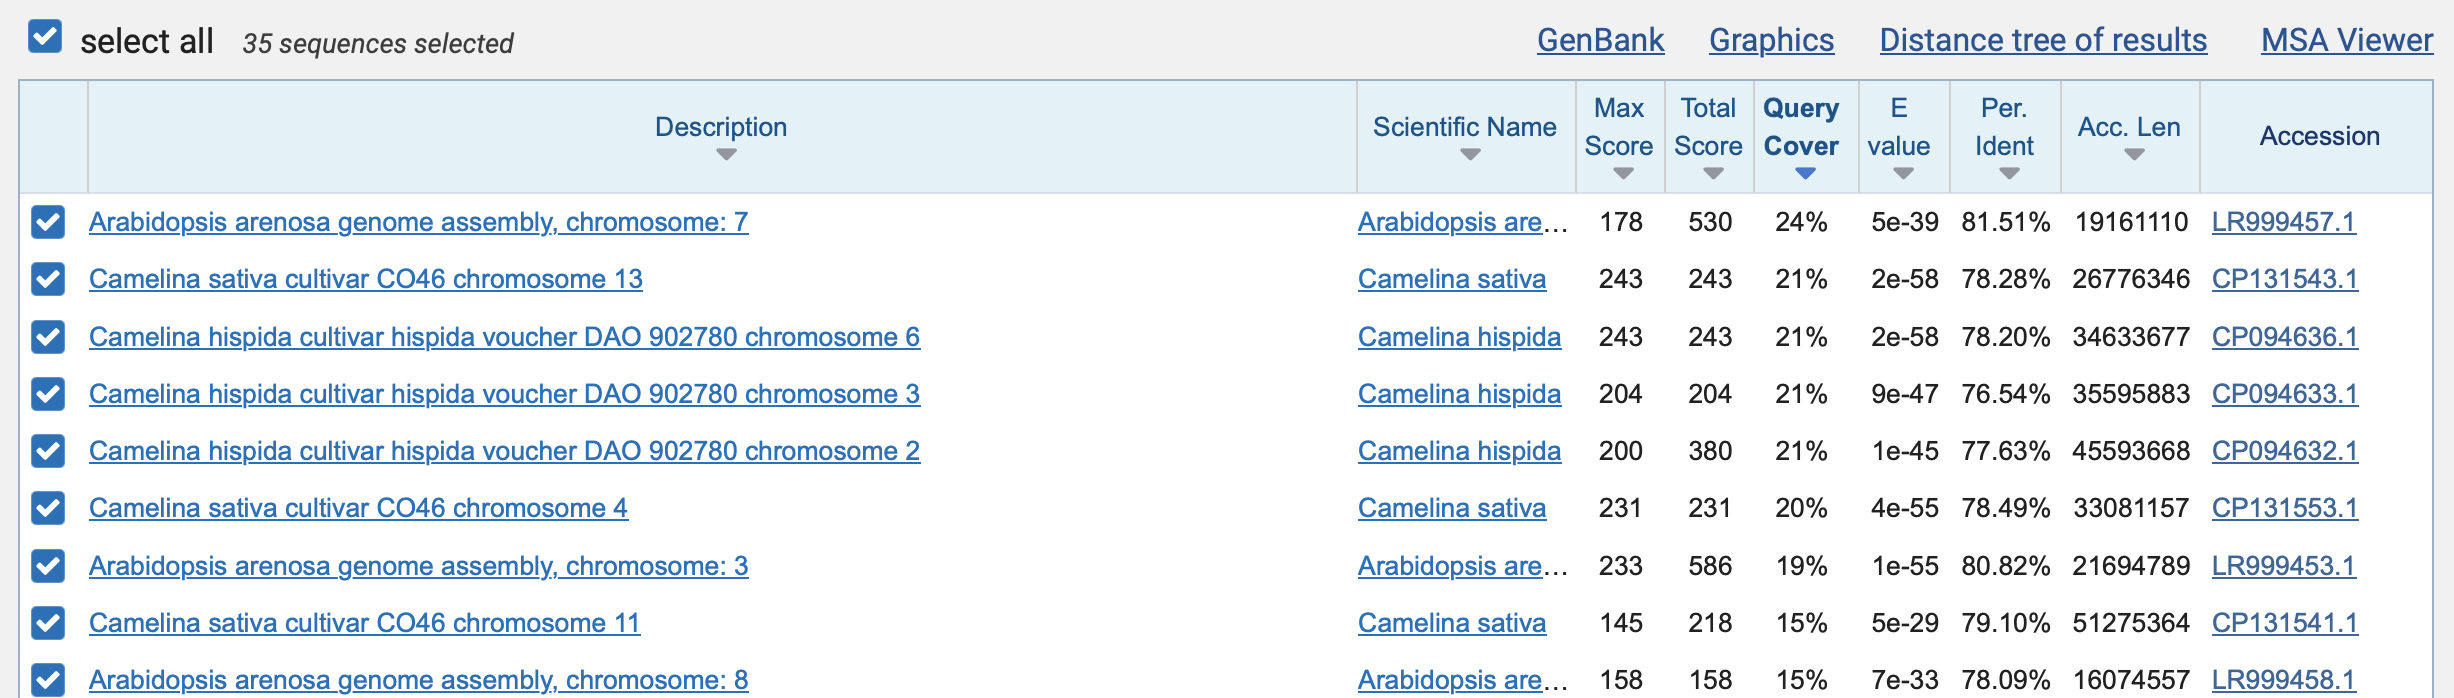 select all 35 sequences selected GenBank Graphics Distance tree of results MSA Viewer
Description Scientific Name Max Score Total Score Query Cover E value Per. Ident Acc. Len Accession
Arabidopsis arenosa genome assembly, chromosome: 7 Arabidopsis are... 178 530 24% 5e-39 81.51% 19161110 LR999457.1
Camelina sativa cultivar CO46 chromosome 13 Camelina sativa 243 243 21% 2e-58 78.28% 26776346 CP131543.1
Camelina hispida cultivar hispida voucher DAO 902780 chromosome 6 Camelina hispida 243 243 21% 2e-58 78.20% 34633677 CP094636.1
Camelina hispida cultivar hispida voucher DAO 902780 chromosome 3 Camelina hispida 204 204 21% 9e-47 76.54% 35595883 CP094633.1
Camelina hispida cultivar hispida voucher DAO 902780 chromosome 2 Camelina hispida 200 380 21% 1e-45 77.63% 45593668 CP094632.1
Camelina sativa cultivar CO46 chromosome 4 Camelina sativa 231 231 20% 4e-55 78.49% 33081157 CP131553.1
Arabidopsis arenosa genome assembly, chromosome: 3 Arabidopsis are... 233 586 19% 1e-55 80.82% 21694789 LR999453.1
Camelina sativa cultivar CO46 chromosome 11 Camelina sativa 145 218 15% 5e-29 79.10% 51275364 CP131541.1
Arabidopsis arenosa genome assembly, chromosome: 8 Arabidopsis are... 158 158 15% 7e-33 78.09% 16074557 LR999458.1